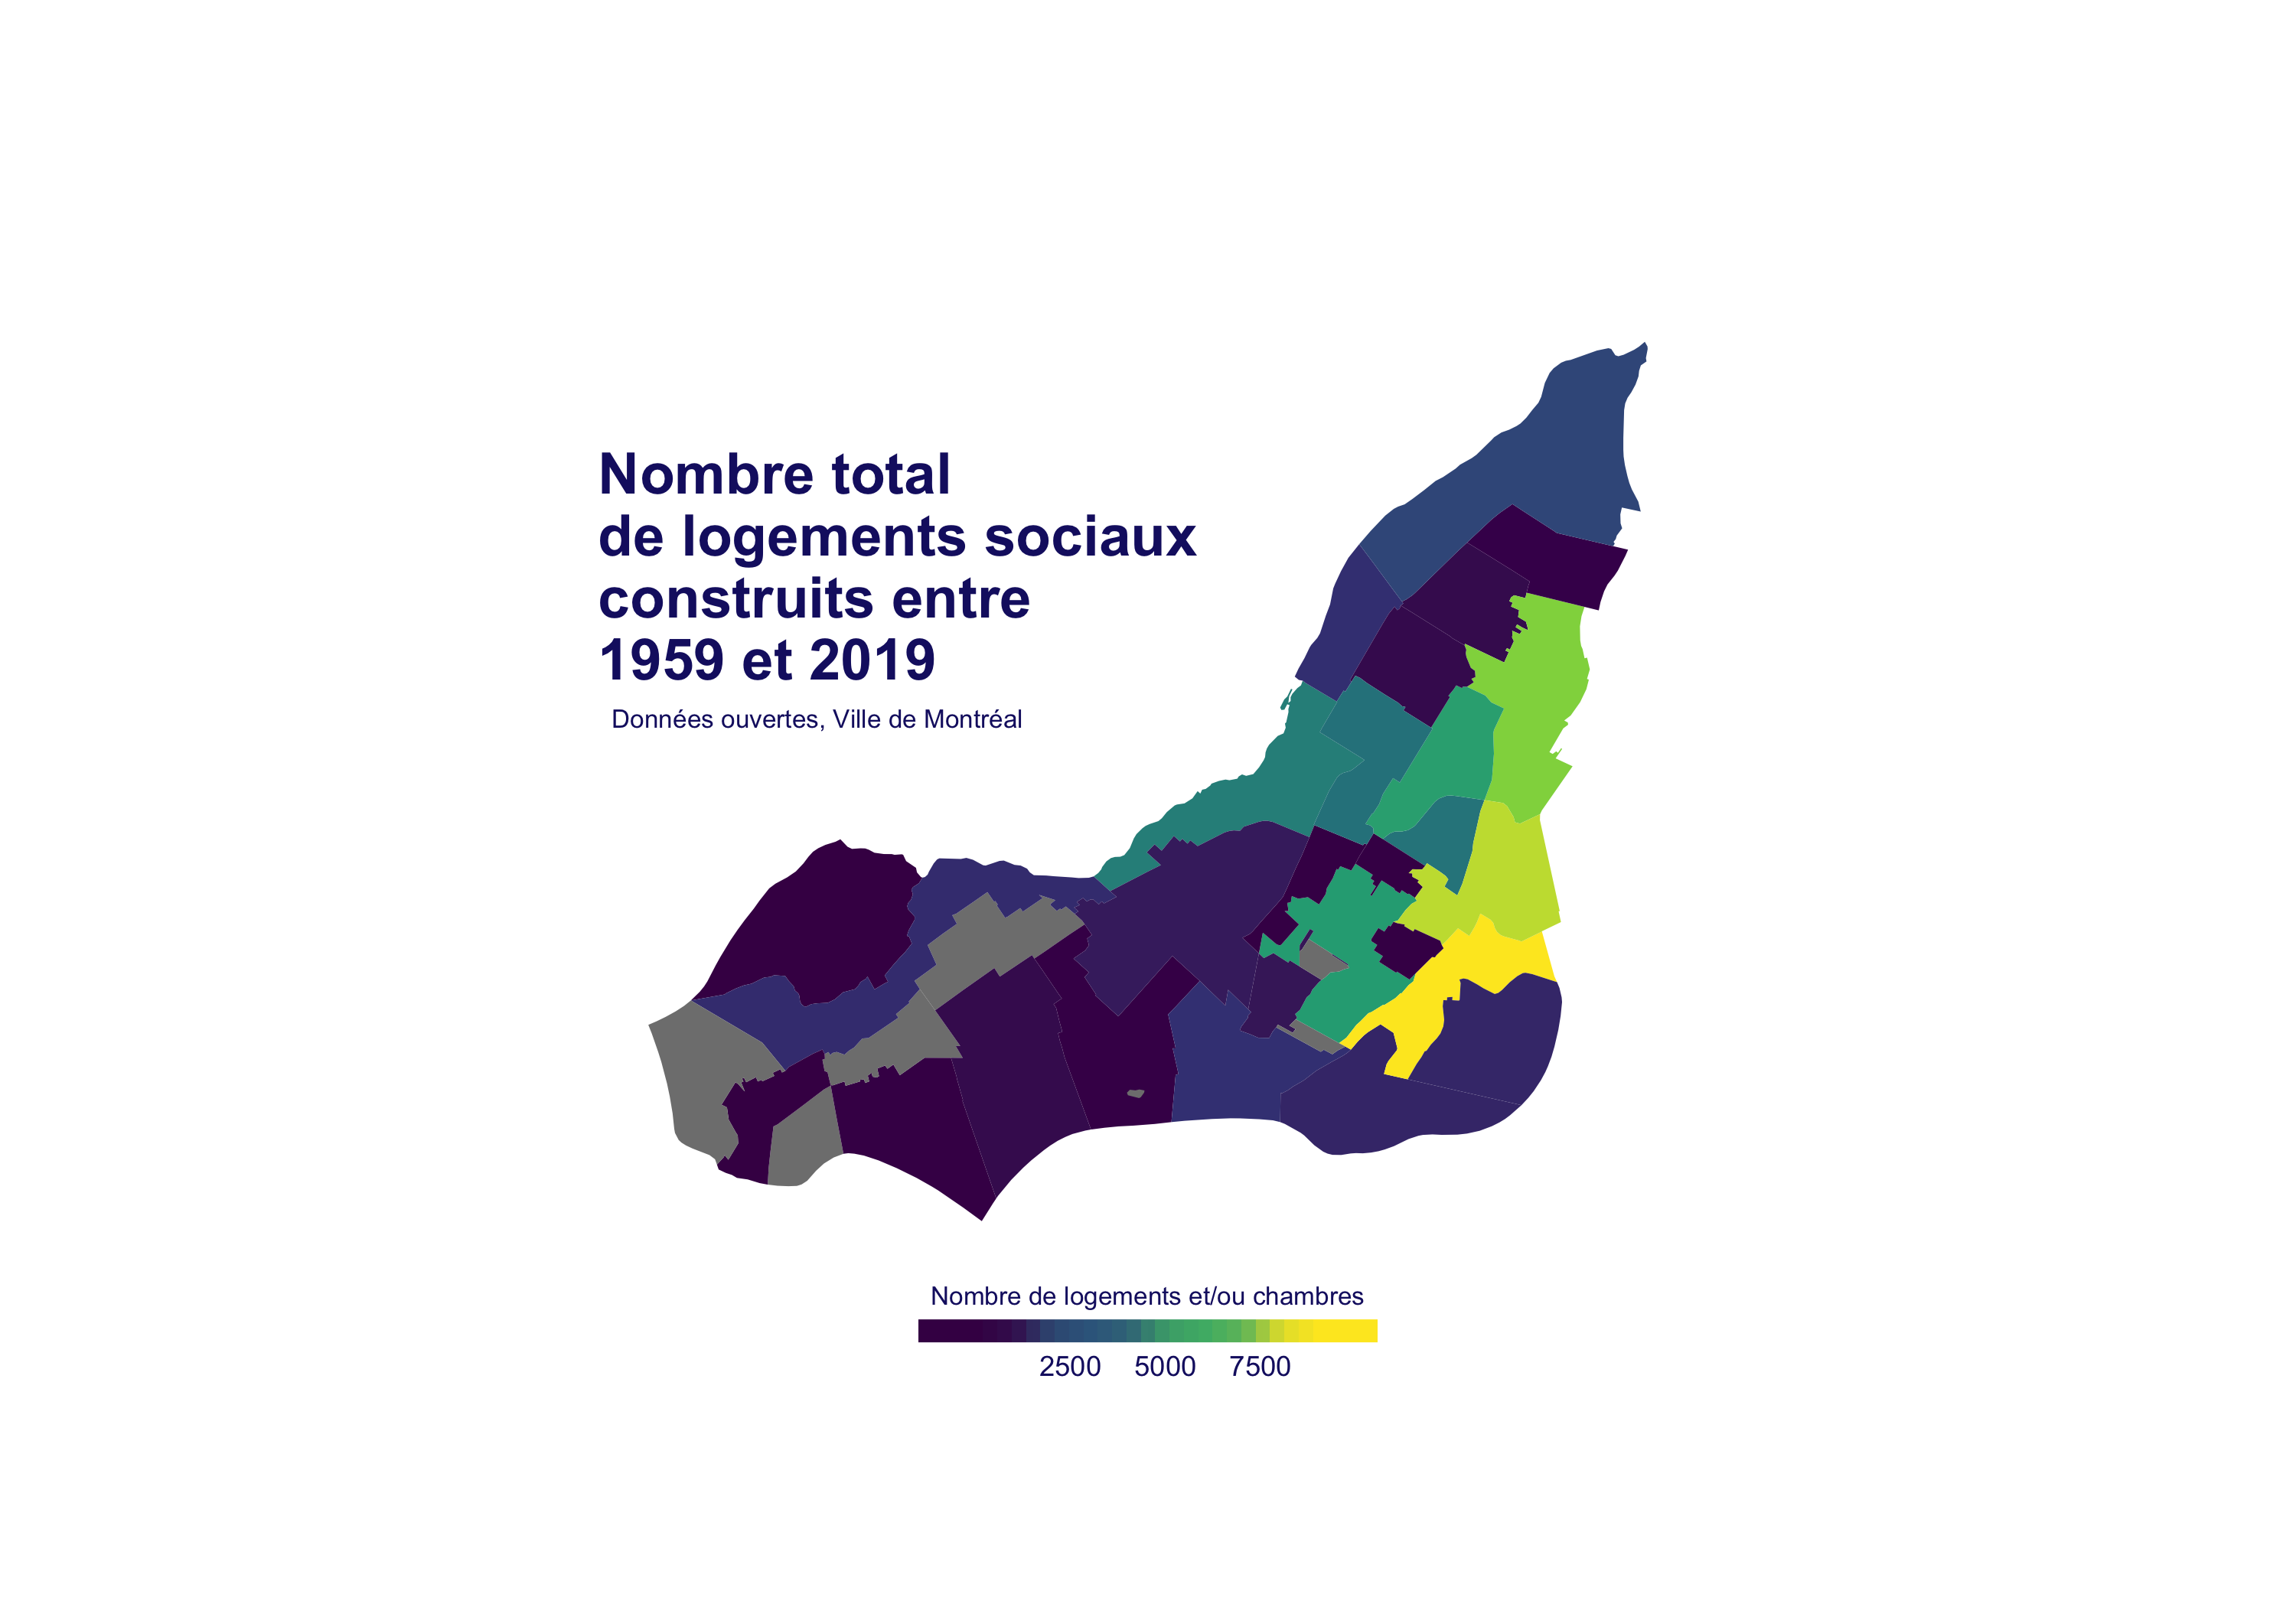 Nombre total
de logements sociaux
construits entre
1959 et 2019
Données ouvertes, Ville de Montréal
Nombre de logements et/ou chambres
2500 5000 7500